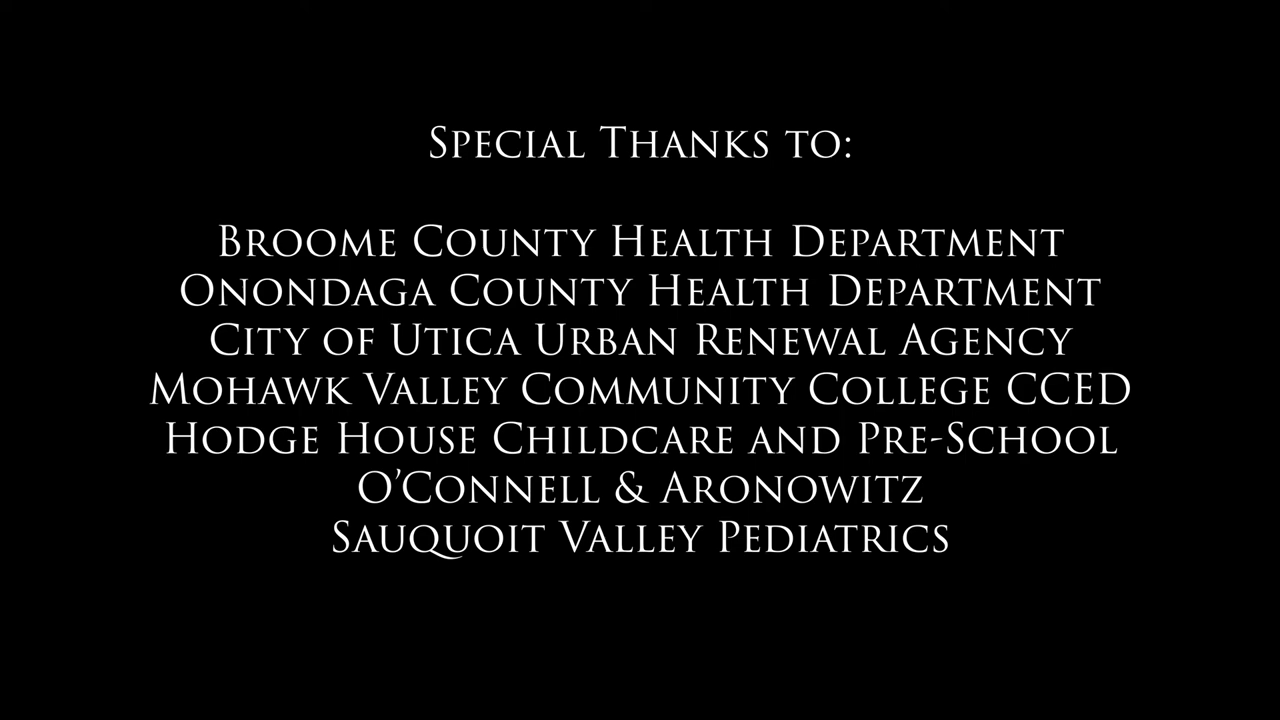 Special Thanks to:
Broome County Health Department
Onondaga County Health Department
City of Utica Urban Renewal Agency
Mohawk Valley Community College CCED
Hodge House Childcare and Pre-School
O’Connell & Aronowitz
Sauquoit Valley Pediatrics